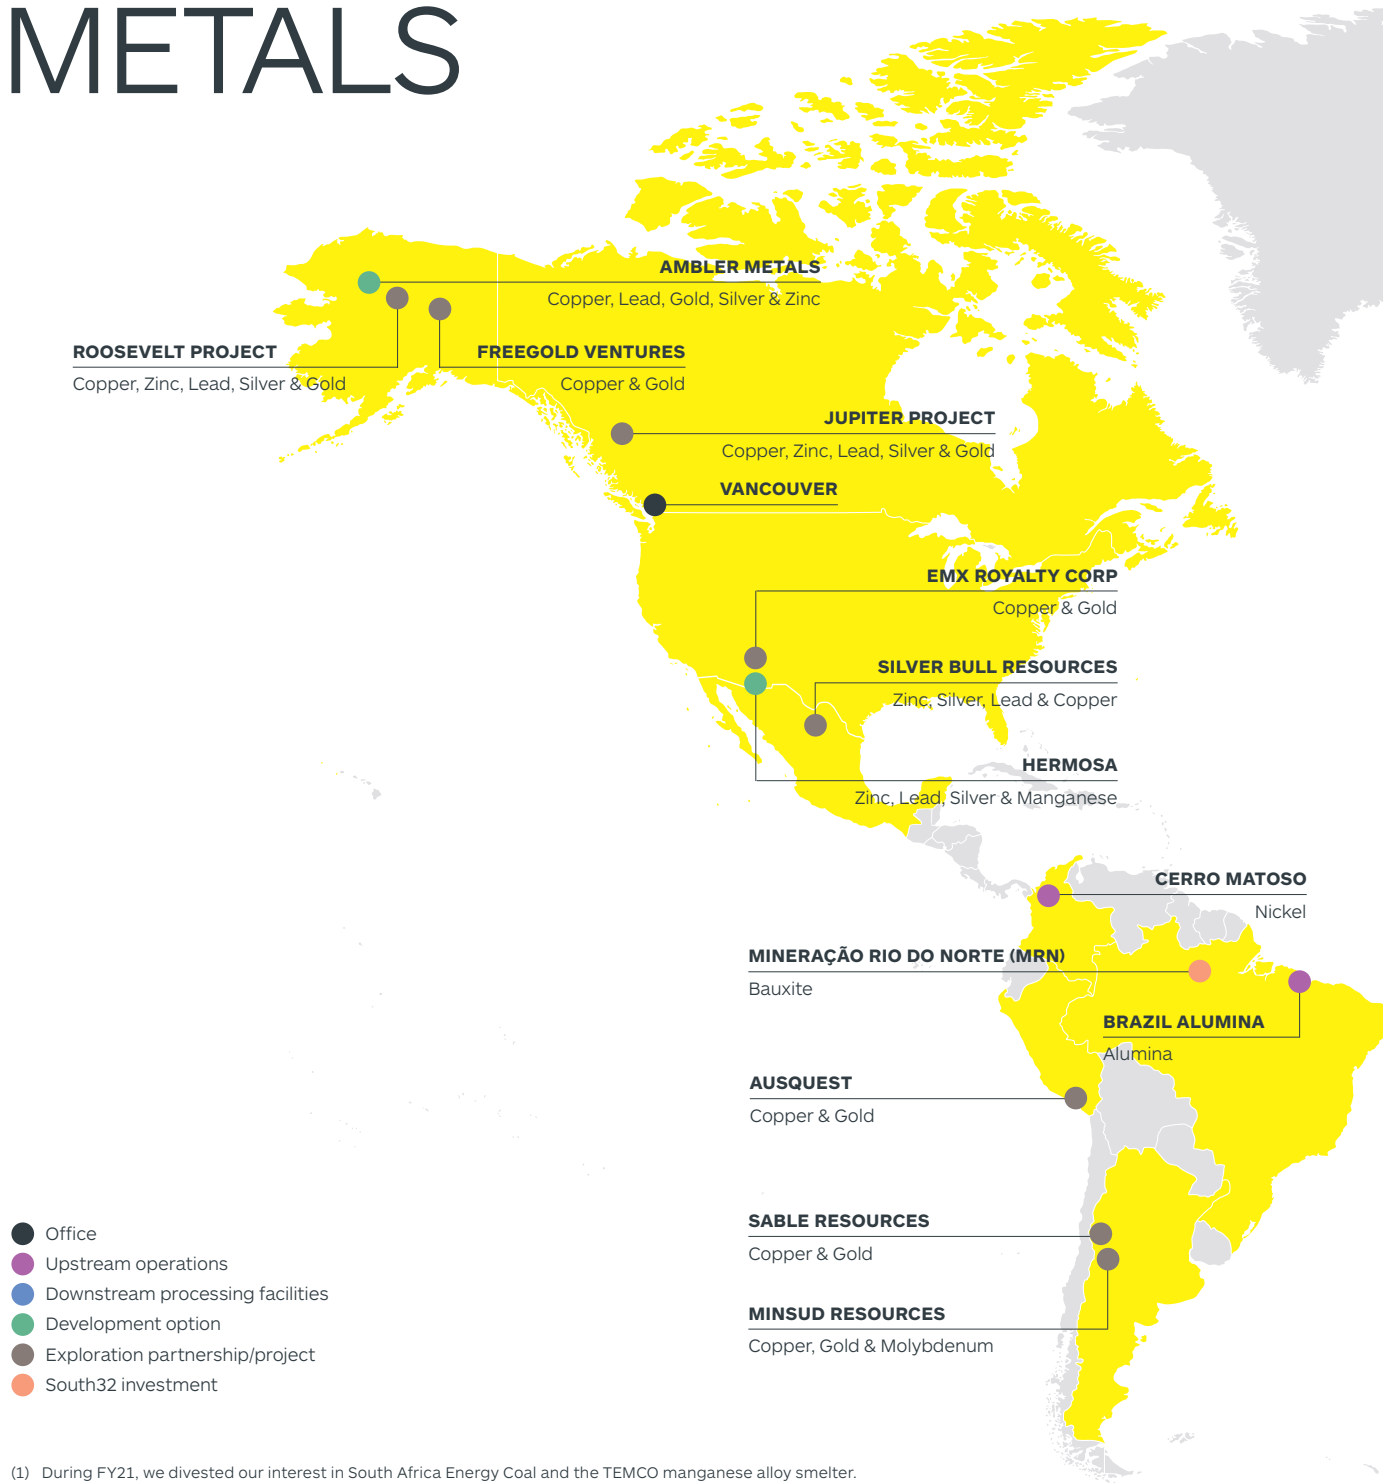 METALS
AMBLER METALS
Copper, Lead, Gold, Silver & Zinc
ROOSEVELT PROJECT
Copper, Zinc, Lead, Silver & Gold
FREEGOLD VENTURES
Copper & Gold
JUPITER PROJECT
Copper, Zinc, Lead, Silver & Gold
VANCOUVER
EMX ROYALTY CORP
Copper & Gold
SILVER BULL RESOURCES
Zinc, Silver, Lead & Copper
HERMOSA
Zinc, Lead, Silver & Manganese
CERRO MATOSO
Nickel
MINERAÇÃO RIO DO NORTE (MRN)
Bauxite
BRAZIL ALUMINA
Alumina
AUSQUEST
Copper & Gold
SABLE RESOURCES
Copper & Gold
MINSUD RESOURCES
Copper, Gold & Molybdenum
Office
Upstream operations
Downstream processing facilities
Development option
Exploration partnership/project
South32 investment
(1) During FY21, we divested our interest in South Africa Energy Coal and the TEMCO manganese alloy smelter.